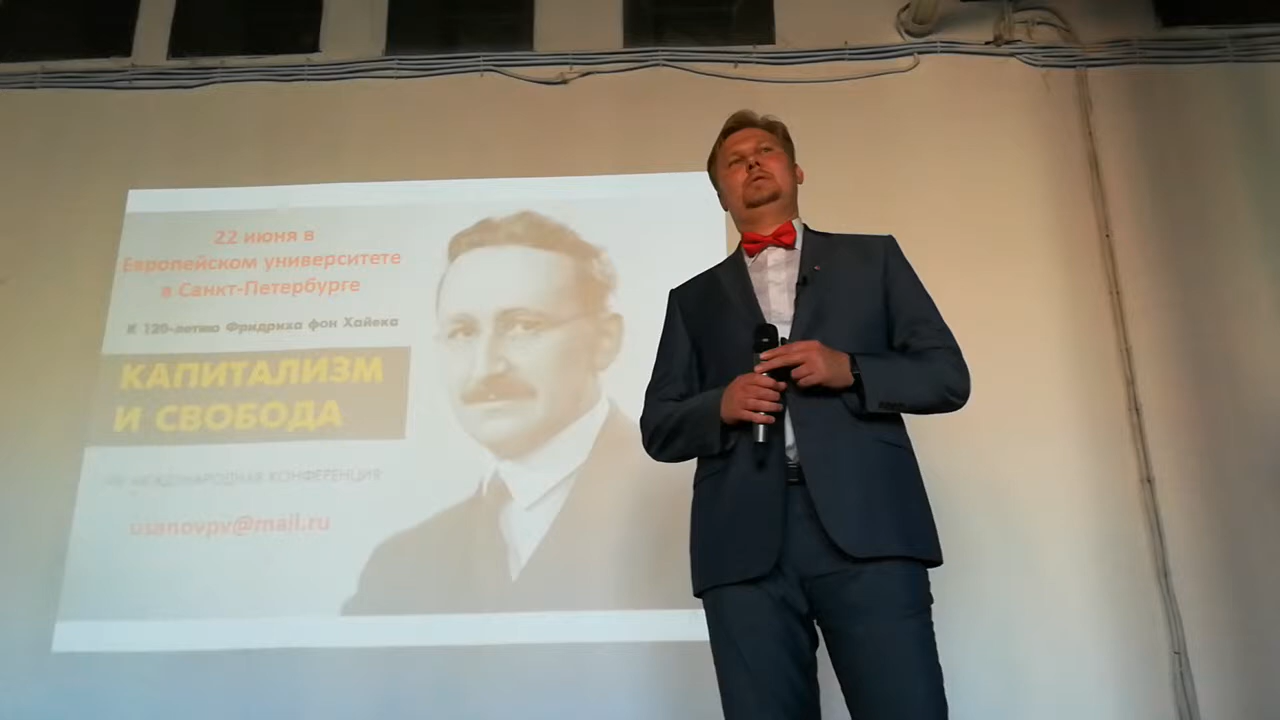 22 июня в
Европейском университете
в Санкт-Петербурге
К 120-летию Фридриха фон Хайека
КАПИТАЛИЗМ
И СВОБОДА
МЕЖДУНАРОДНАЯ КОНФЕРЕНЦИЯ
usanovpv@mail.ru